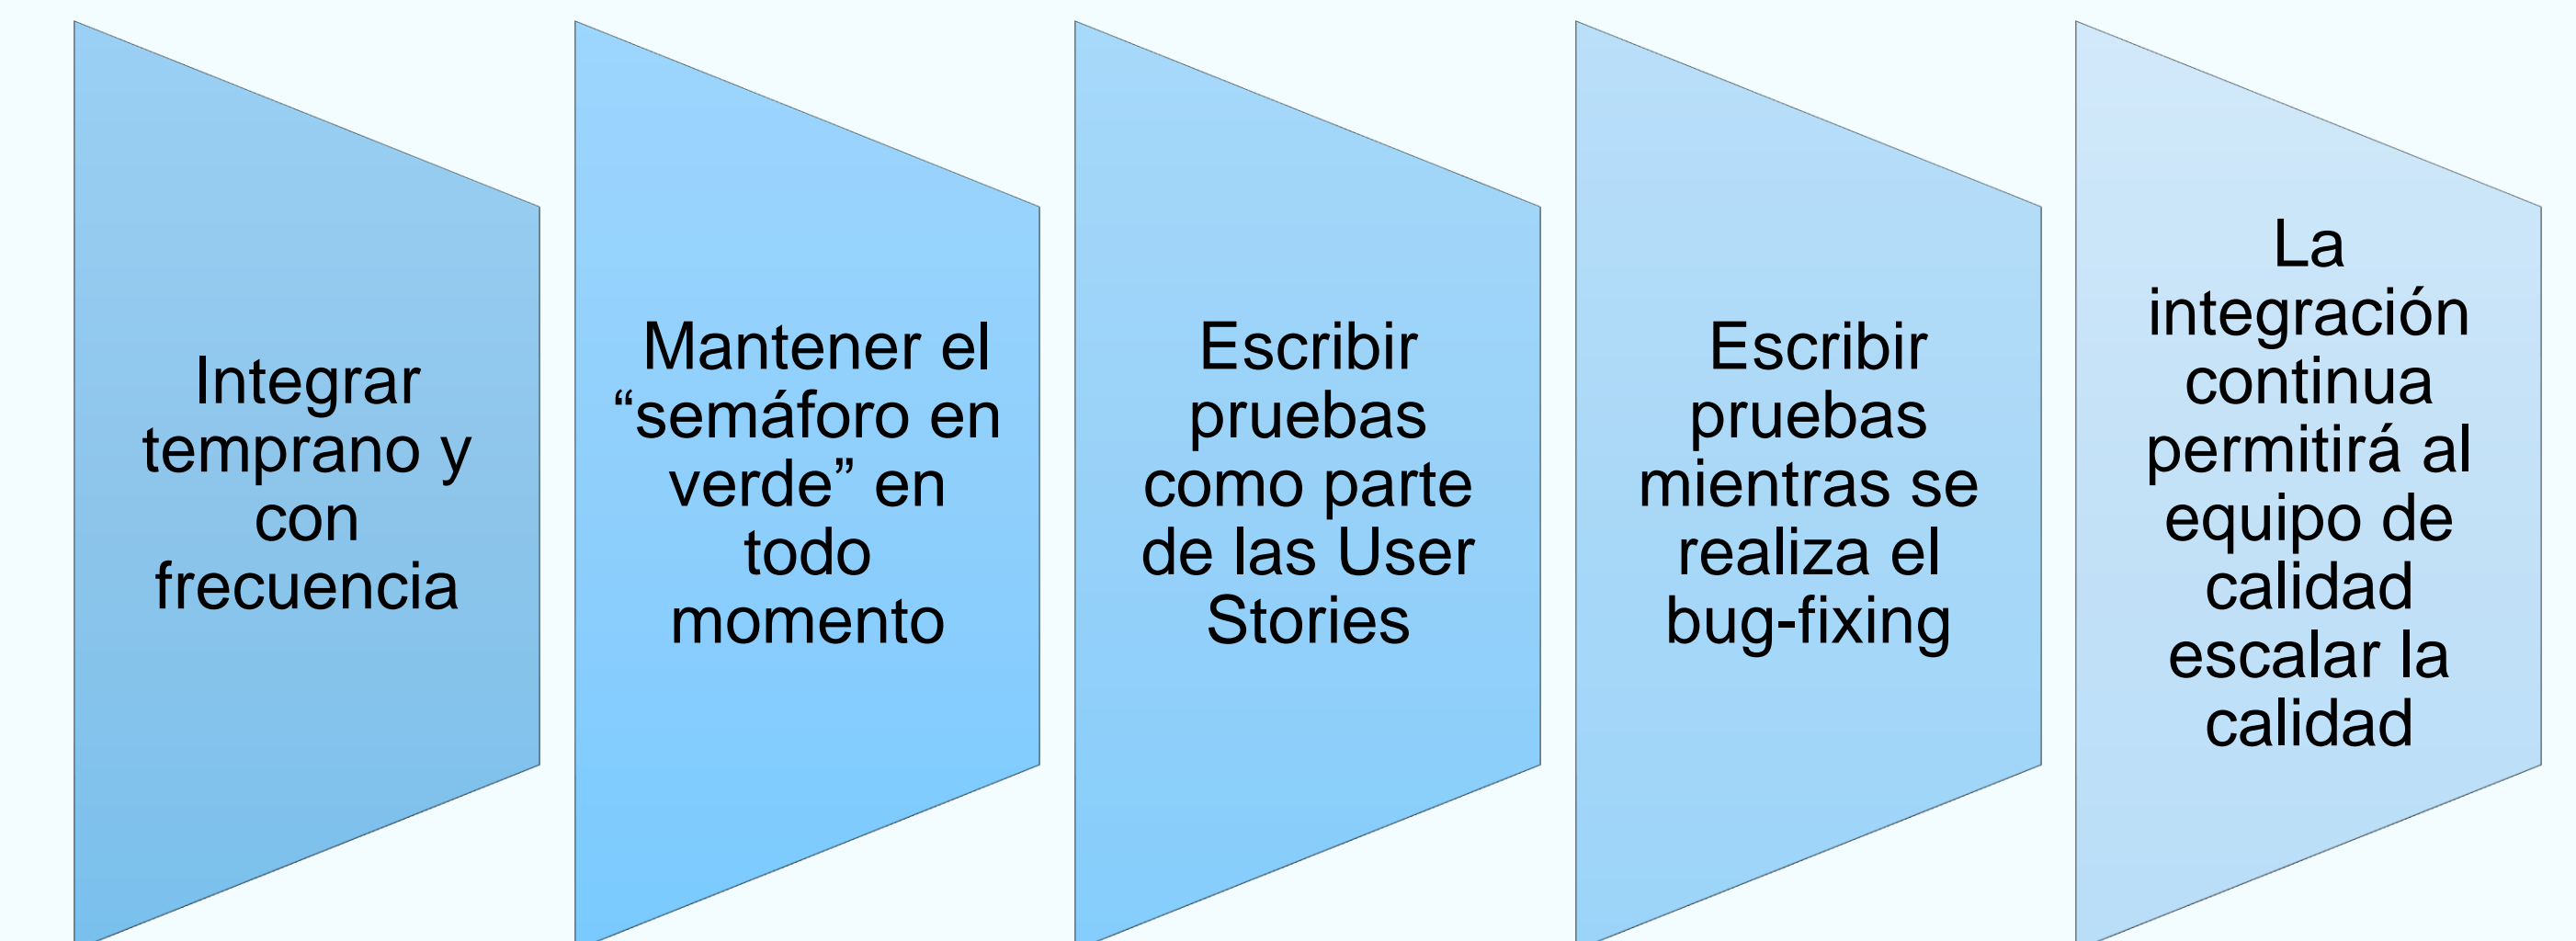 Integrar
temprano y
con
frecuencia
Mantener el
“semáforo en
verde” en
todo
momento
Escribir
pruebas
como parte
de las User
Stories
Escribir
pruebas
mientras se
realiza el
bug-fixing
La
integración
continua
permitirá al
equipo de
calidad
escalar la
calidad